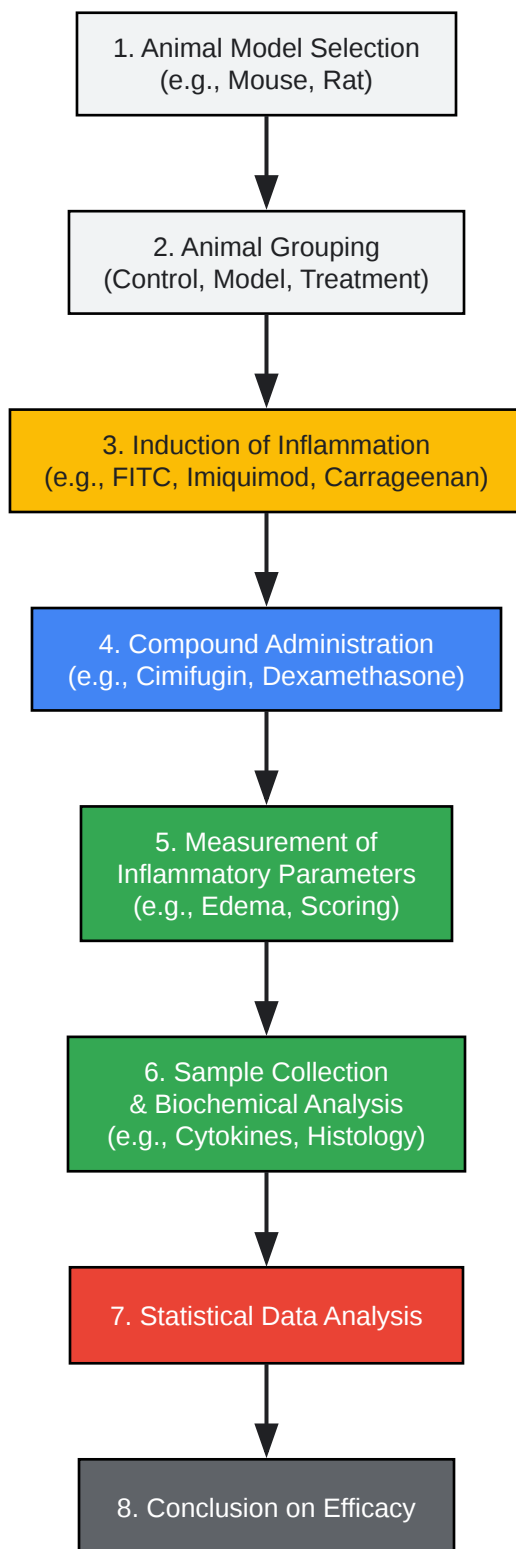 1. Animal Model Selection
(e.g., Mouse, Rat)
2. Animal Grouping
(Control, Model, Treatment)
3. Induction of Inflammation
(e.g., FITC, Imiquimod, Carrageenan)
4. Compound Administration
(e.g., Cimifugin, Dexamethasone)
5. Measurement of
Inflammatory Parameters
(e.g., Edema, Scoring)
6. Sample Collection
& Biochemical Analysis
(e.g., Cytokines, Histology)
7. Statistical Data Analysis
8. Conclusion on Efficacy